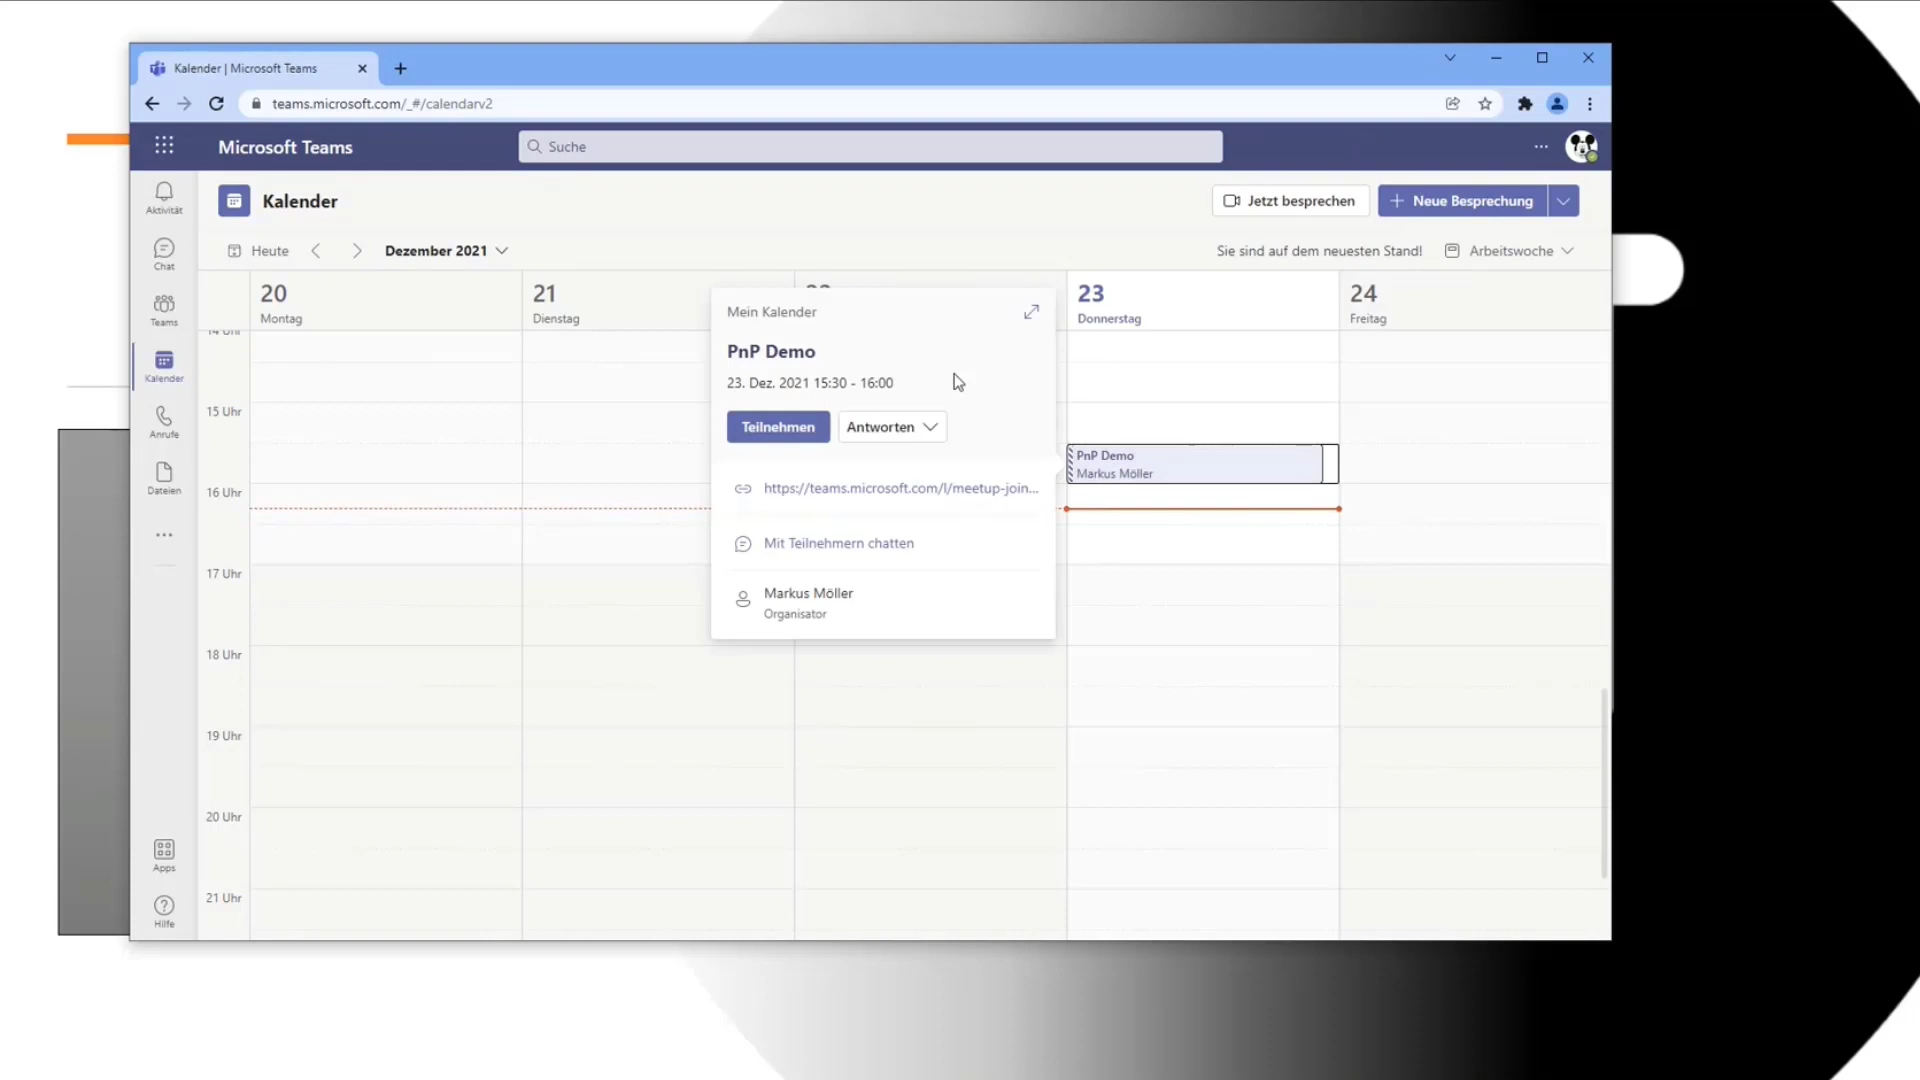 Kalender | Microsoft Teams
teams.microsoft.com/_#/calendarv2
Microsoft Teams
Suche
Aktivität
Chat
Teams
Kalender
Anrufe
Dateien
Apps
Hilfe
Kalender
Jetzt besprechen
Neue Besprechung
Heute
Dezember 2021
Sie sind auf dem neuesten Stand!
Arbeitswoche
20
Montag
21
Dienstag
23
Donnerstag
24
Freitag
14 Uhr
15 Uhr
16 Uhr
17 Uhr
18 Uhr
19 Uhr
20 Uhr
21 Uhr
Mein Kalender
PnP Demo
23. Dez. 2021 15:30 - 16:00
Teilnehmen
Antworten
https://teams.microsoft.com/l/meetup-join...
Mit Teilnehmern chatten
Markus Möller
Organisator
PnP Demo
Markus Möller